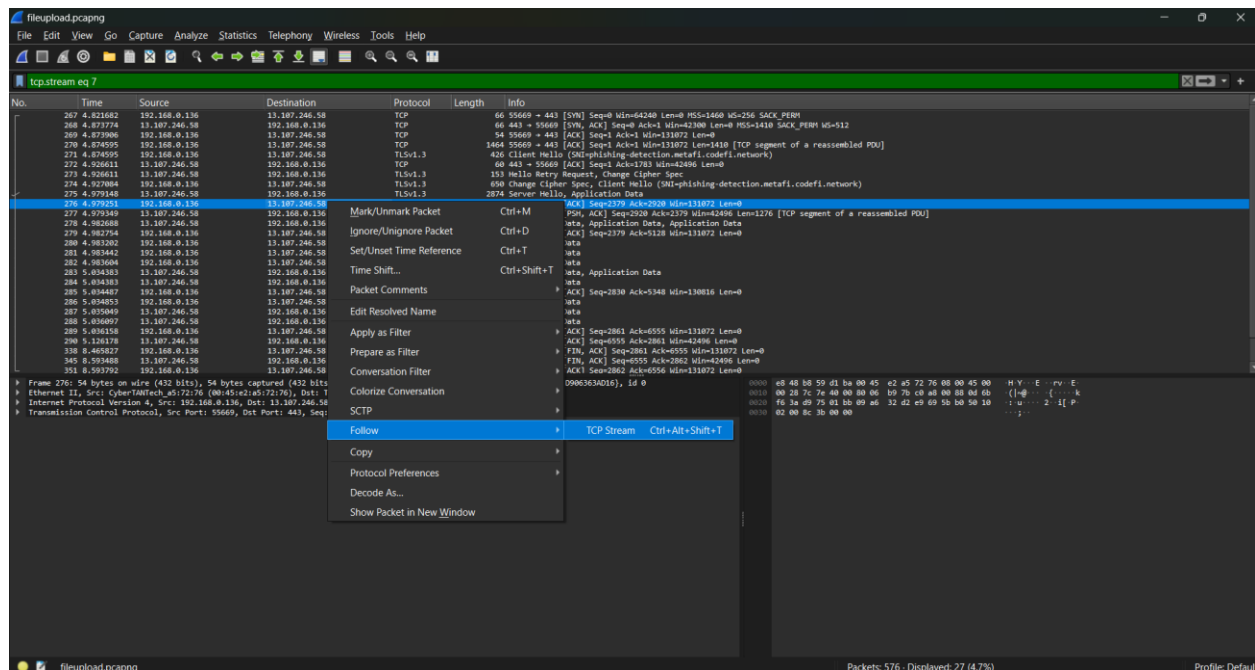 fileupload.pcapng
File Edit View Go Capture Analyze Statistics Telephony Wireless Tools Help
tcp.stream eq 7
No. Time Source Destination Protocol Length Info
267 4.821682 192.168.0.136 13.107.246.58 TCP 66 55669 → 443 [SYN] Seq=0 Win=64240 Len=0 MSS=1460 WS=256 SACK_PERM
268 4.873774 13.107.246.58 192.168.0.136 TCP 66 443 → 55669 [SYN, ACK] Seq=0 Ack=1 Win=42300 Len=0 MSS=1410 SACK_PERM WS=512
269 4.873906 192.168.0.136 13.107.246.58 TCP 54 55669 → 443 [ACK] Seq=1 Ack=1 Win=131072 Len=0
270 4.874595 192.168.0.136 13.107.246.58 TCP 1464 55669 → 443 [ACK] Seq=1 Ack=1 Win=131072 Len=1410 [TCP segment of a reassembled PDU]
271 4.874595 192.168.0.136 13.107.246.58 TLSv1.3 426 Client Hello (SNI=phishing-detection.metafi.codefi.network)
272 4.926611 13.107.246.58 192.168.0.136 TCP 60 443 → 55669 [ACK] Seq=1 Ack=1783 Win=42496 Len=0
273 4.926611 13.107.246.58 192.168.0.136 TLSv1.3 153 Hello Retry Request, Change Cipher Spec
274 4.927084 192.168.0.136 13.107.246.58 TLSv1.3 650 Change Cipher Spec, Client Hello (SNI=phishing-detection.metafi.codefi.network)
275 4.979148 13.107.246.58 192.168.0.136 TLSv1.3 2874 Server Hello, Application Data
276 4.979251 192.168.0.136 13.107.246.58 ACK] Seq=2379 Ack=2920 Win=131072 Len=0
277 4.979349 13.107.246.58 192.168.0.136 PSH, ACK] Seq=2920 Ack=2379 Win=42496 Len=1276 [TCP segment of a reassembled PDU]
278 4.982688 13.107.246.58 192.168.0.136 Data, Application Data, Application Data
279 4.982754 192.168.0.136 13.107.246.58 ACK] Seq=2379 Ack=5128 Win=131072 Len=0
280 4.983202 192.168.0.136 13.107.246.58 Data
281 4.983442 192.168.0.136 13.107.246.58 Data
282 4.983604 192.168.0.136 13.107.246.58 Data
283 5.034383 13.107.246.58 192.168.0.136 Data, Application Data
284 5.034383 13.107.246.58 192.168.0.136 Data
285 5.034487 192.168.0.136 13.107.246.58 ACK] Seq=2830 Ack=5348 Win=130816 Len=0
286 5.034853 192.168.0.136 13.107.246.58 Data
287 5.035049 13.107.246.58 192.168.0.136 Data
288 5.036097 13.107.246.58 192.168.0.136 Data
289 5.036158 192.168.0.136 13.107.246.58 ACK] Seq=2861 Ack=6555 Win=131072 Len=0
290 5.126178 13.107.246.58 192.168.0.136 ACK] Seq=6555 Ack=2861 Win=42496 Len=0
338 8.465827 192.168.0.136 13.107.246.58 FIN, ACK] Seq=2861 Ack=6555 Win=131072 Len=0
345 8.593488 13.107.246.58 192.168.0.136 FIN, ACK] Seq=6555 Ack=2862 Win=42496 Len=0
351 8.593792 192.168.0.136 13.107.246.58 ACK] Seq=2862 Ack=6556 Win=131072 Len=0
Mark/Unmark Packet Ctrl+M
Ignore/Unignore Packet Ctrl+D
Set/Unset Time Reference Ctrl+T
Time Shift... Ctrl+Shift+T
Packet Comments
Edit Resolved Name
Apply as Filter
Prepare as Filter
Conversation Filter
Colorize Conversation
SCTP
Follow
TCP Stream Ctrl+Alt+Shift+T
Copy
Protocol Preferences
Decode As...
Show Packet in New Window
Frame 276: 54 bytes on wire (432 bits), 54 bytes captured (432 bits D906363AD16}, id 0
Ethernet II, Src: CyberTANTech_a5:72:76 (00:45:e2:a5:72:76), Dst: T
Internet Protocol Version 4, Src: 192.168.0.136, Dst: 13.107.246.58
Transmission Control Protocol, Src Port: 55669, Dst Port: 443, Seq:
0000 e8 48 b8 59 d1 ba 00 45 e2 a5 72 76 08 00 45 00
0010 00 28 7c 7e 40 00 80 06 b9 7b c0 a8 00 88 0d 6b
0020 f6 3a d9 75 01 bb 09 a6 32 d2 e9 69 5b b0 50 10
0030 02 00 8c 3b 00 00
fileupload.pcapng Packets: 576 · Displayed: 27 (4.7%) Profile: Defaul